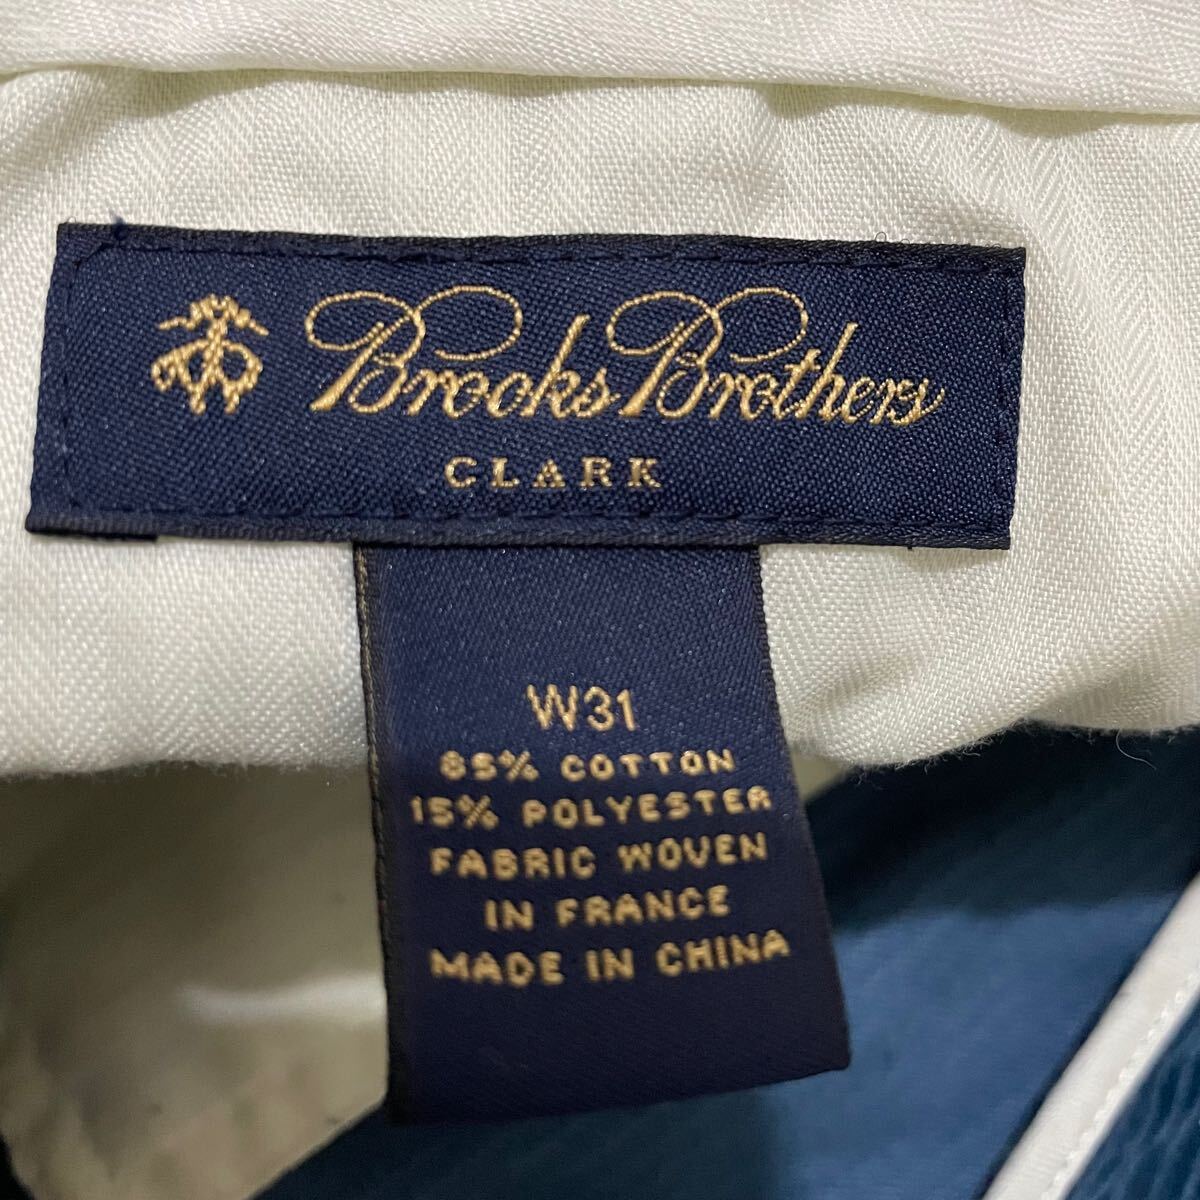 Brooks Brothers
CLARK
W31
85% COTTON
15% POLYESTER
FABRIC WOVEN
IN FRANCE
MADE IN CHINA